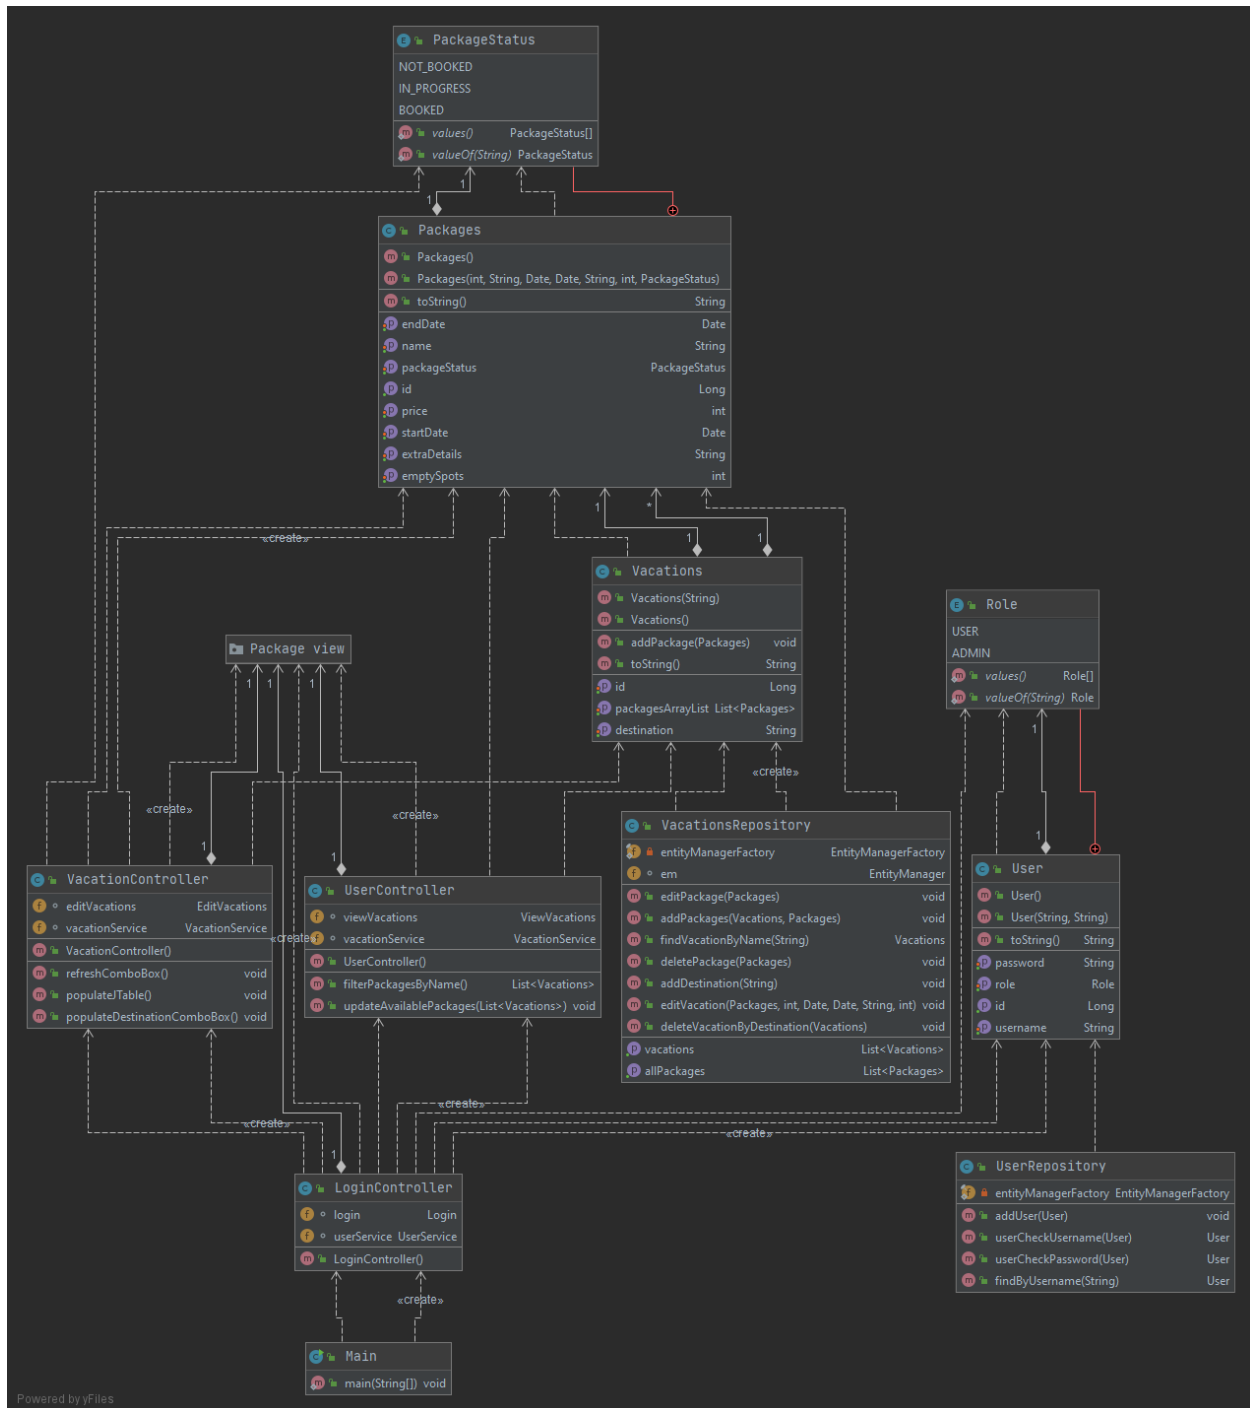 PackageStatus
NOT_BOOKED
IN_PROGRESS
BOOKED
values() PackageStatus[]
valueOf(String) PackageStatus
1
1
Packages
Packages()
Packages(int, String, Date, Date, String, int, PackageStatus)
toString() String
endDate Date
name String
packageStatus PackageStatus
id Long
price int
startDate Date
extraDetails String
emptySpots int
1
*
«create»
1
1
Vacations
Vacations(String)
Vacations()
addPackage(Packages) void
toString() String
id Long
packagesArrayList List<Packages>
destination String
Role
USER
ADMIN
values() Role[]
valueOf(String) Role
Package view
1
1
1
1
«create»
«create»
«create»
1
1
1
VacationController
editVacations EditVacations
vacationService VacationService
VacationController()
refreshComboBox() void
populateJTable() void
populateDestinationComboBox() void
«create»
UserController
viewVacations ViewVacations
vacationService VacationService
UserController()
filterPackagesByName() List<Vacations>
updateAvailablePackages(List<Vacations>) void
VacationsRepository
entityManagerFactory EntityManagerFactory
em EntityManager
editPackage(Packages) void
addPackages(Vacations, Packages) void
findVacationByName(String) Vacations
deletePackage(Packages) void
addDestination(String) void
editVacation(Packages, int, Date, Date, String, int) void
deleteVacationByDestination(Vacations) void
vacations List<Vacations>
allPackages List<Packages>
User
User()
User(String, String)
toString() String
password String
role Role
id Long
username String
«create»
«create»
«create»
1
LoginController
login Login
userService UserService
LoginController()
UserRepository
entityManagerFactory EntityManagerFactory
addUser(User) void
userCheckUsername(User) User
userCheckPassword(User) User
findByUsername(String) User
«create»
Main
main(String[]) void
Powered by yFiles